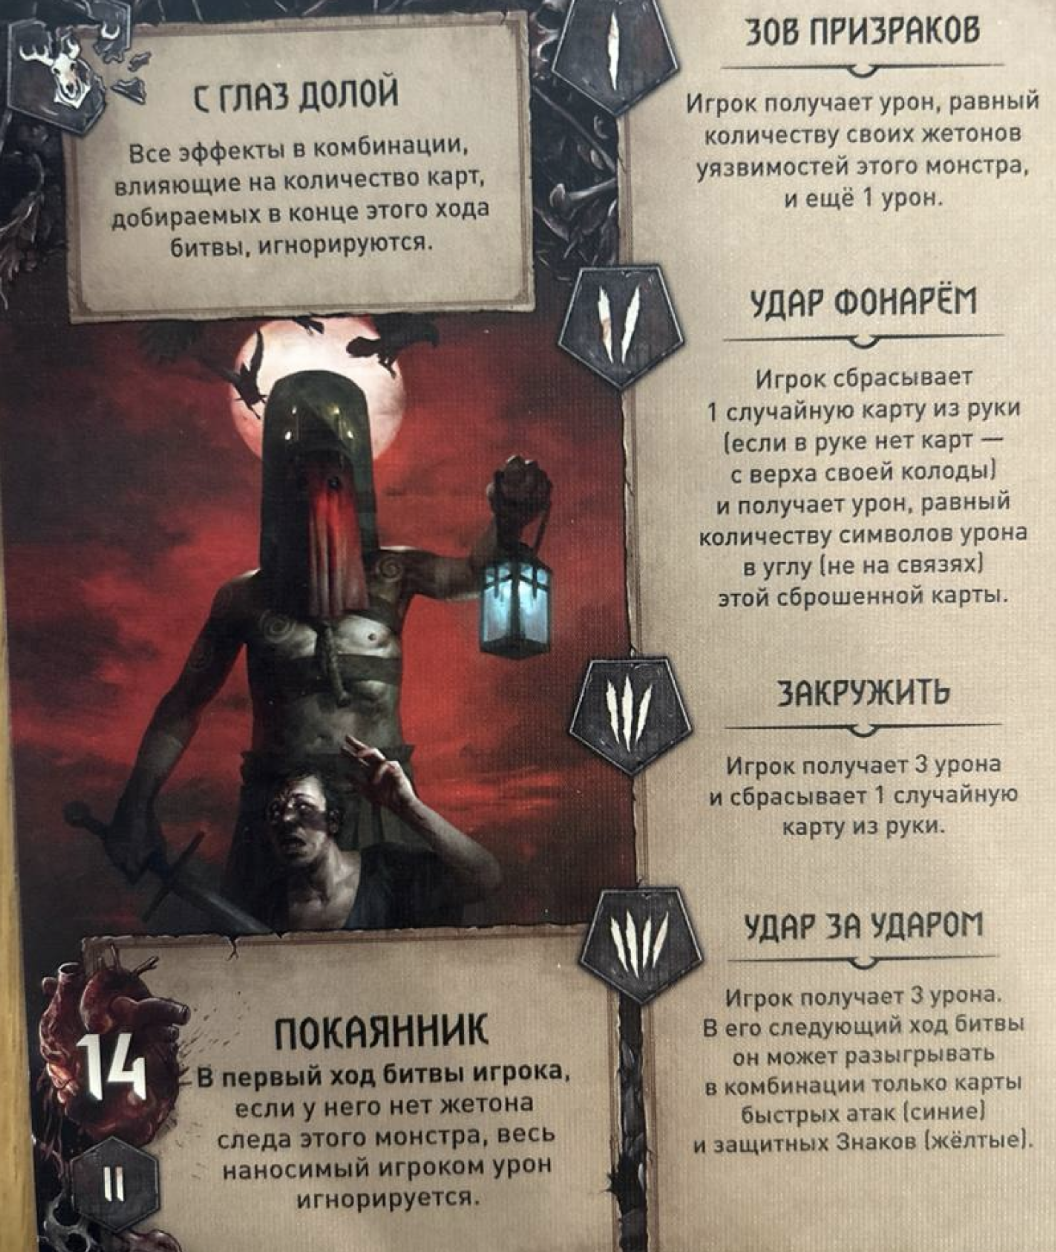 С ГЛАЗ ДОЛОЙ
Все эффекты в комбинации,
влияющие на количество карт,
добираемых в конце этого хода
битвы, игнорируются.
14
II
ПОКАЯННИК
В первый ход битвы игрока,
если у него нет жетона
следа этого монстра, весь
наносимый игроком урон
игнорируется.
ЗОВ ПРИЗРАКОВ
Игрок получает урон, равный
количеству своих жетонов
уязвимостей этого монстра,
и ещё 1 урон.
УДАР ФОНАРЁМ
Игрок сбрасывает
1 случайную карту из руки
(если в руке нет карт —
с верха своей колоды)
и получает урон, равный
количеству символов урона
в углу (не на связях)
этой сброшенной карты.
ЗАКРУЖИТЬ
Игрок получает 3 урона
и сбрасывает 1 случайную
карту из руки.
УДАР ЗА УДАРОМ
Игрок получает 3 урона.
В его следующий ход битвы
он может разыгрывать
в комбинации только карты
быстрых атак (синие)
и защитных Знаков (жёлтые).